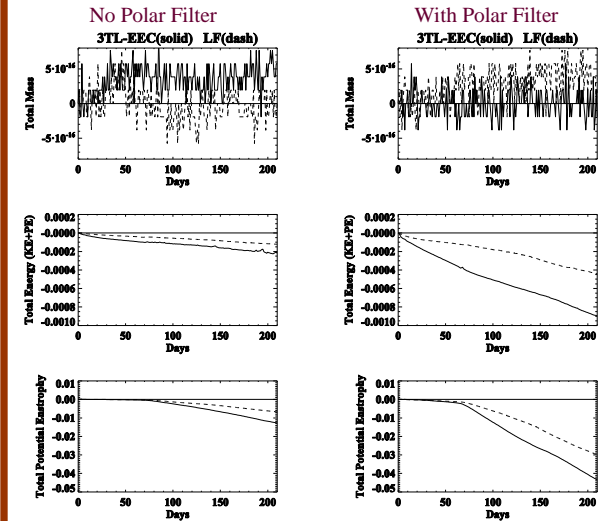 No Polar Filter
3TL-EEC(solid) LF(dash)
Total Mass
5·10⁻¹⁶
0
-5·10⁻¹⁶
0 50 100 150 200
Days
Total Energy (KE+PE)
0.0002
-0.0000
-0.0002
-0.0004
-0.0006
-0.0008
-0.0010
0 50 100 150 200
Days
Total Potential Enstrophy
0.01
0.00
-0.01
-0.02
-0.03
-0.04
-0.05
0 50 100 150 200
Days
With Polar Filter
3TL-EEC(solid) LF(dash)
Total Mass
5·10⁻¹⁶
0
-5·10⁻¹⁶
0 50 100 150 200
Days
Total Energy (KE+PE)
0.0002
-0.0000
-0.0002
-0.0004
-0.0006
-0.0008
-0.0010
0 50 100 150 200
Days
Total Potential Enstrophy
0.01
0.00
-0.01
-0.02
-0.03
-0.04
-0.05
0 50 100 150 200
Days